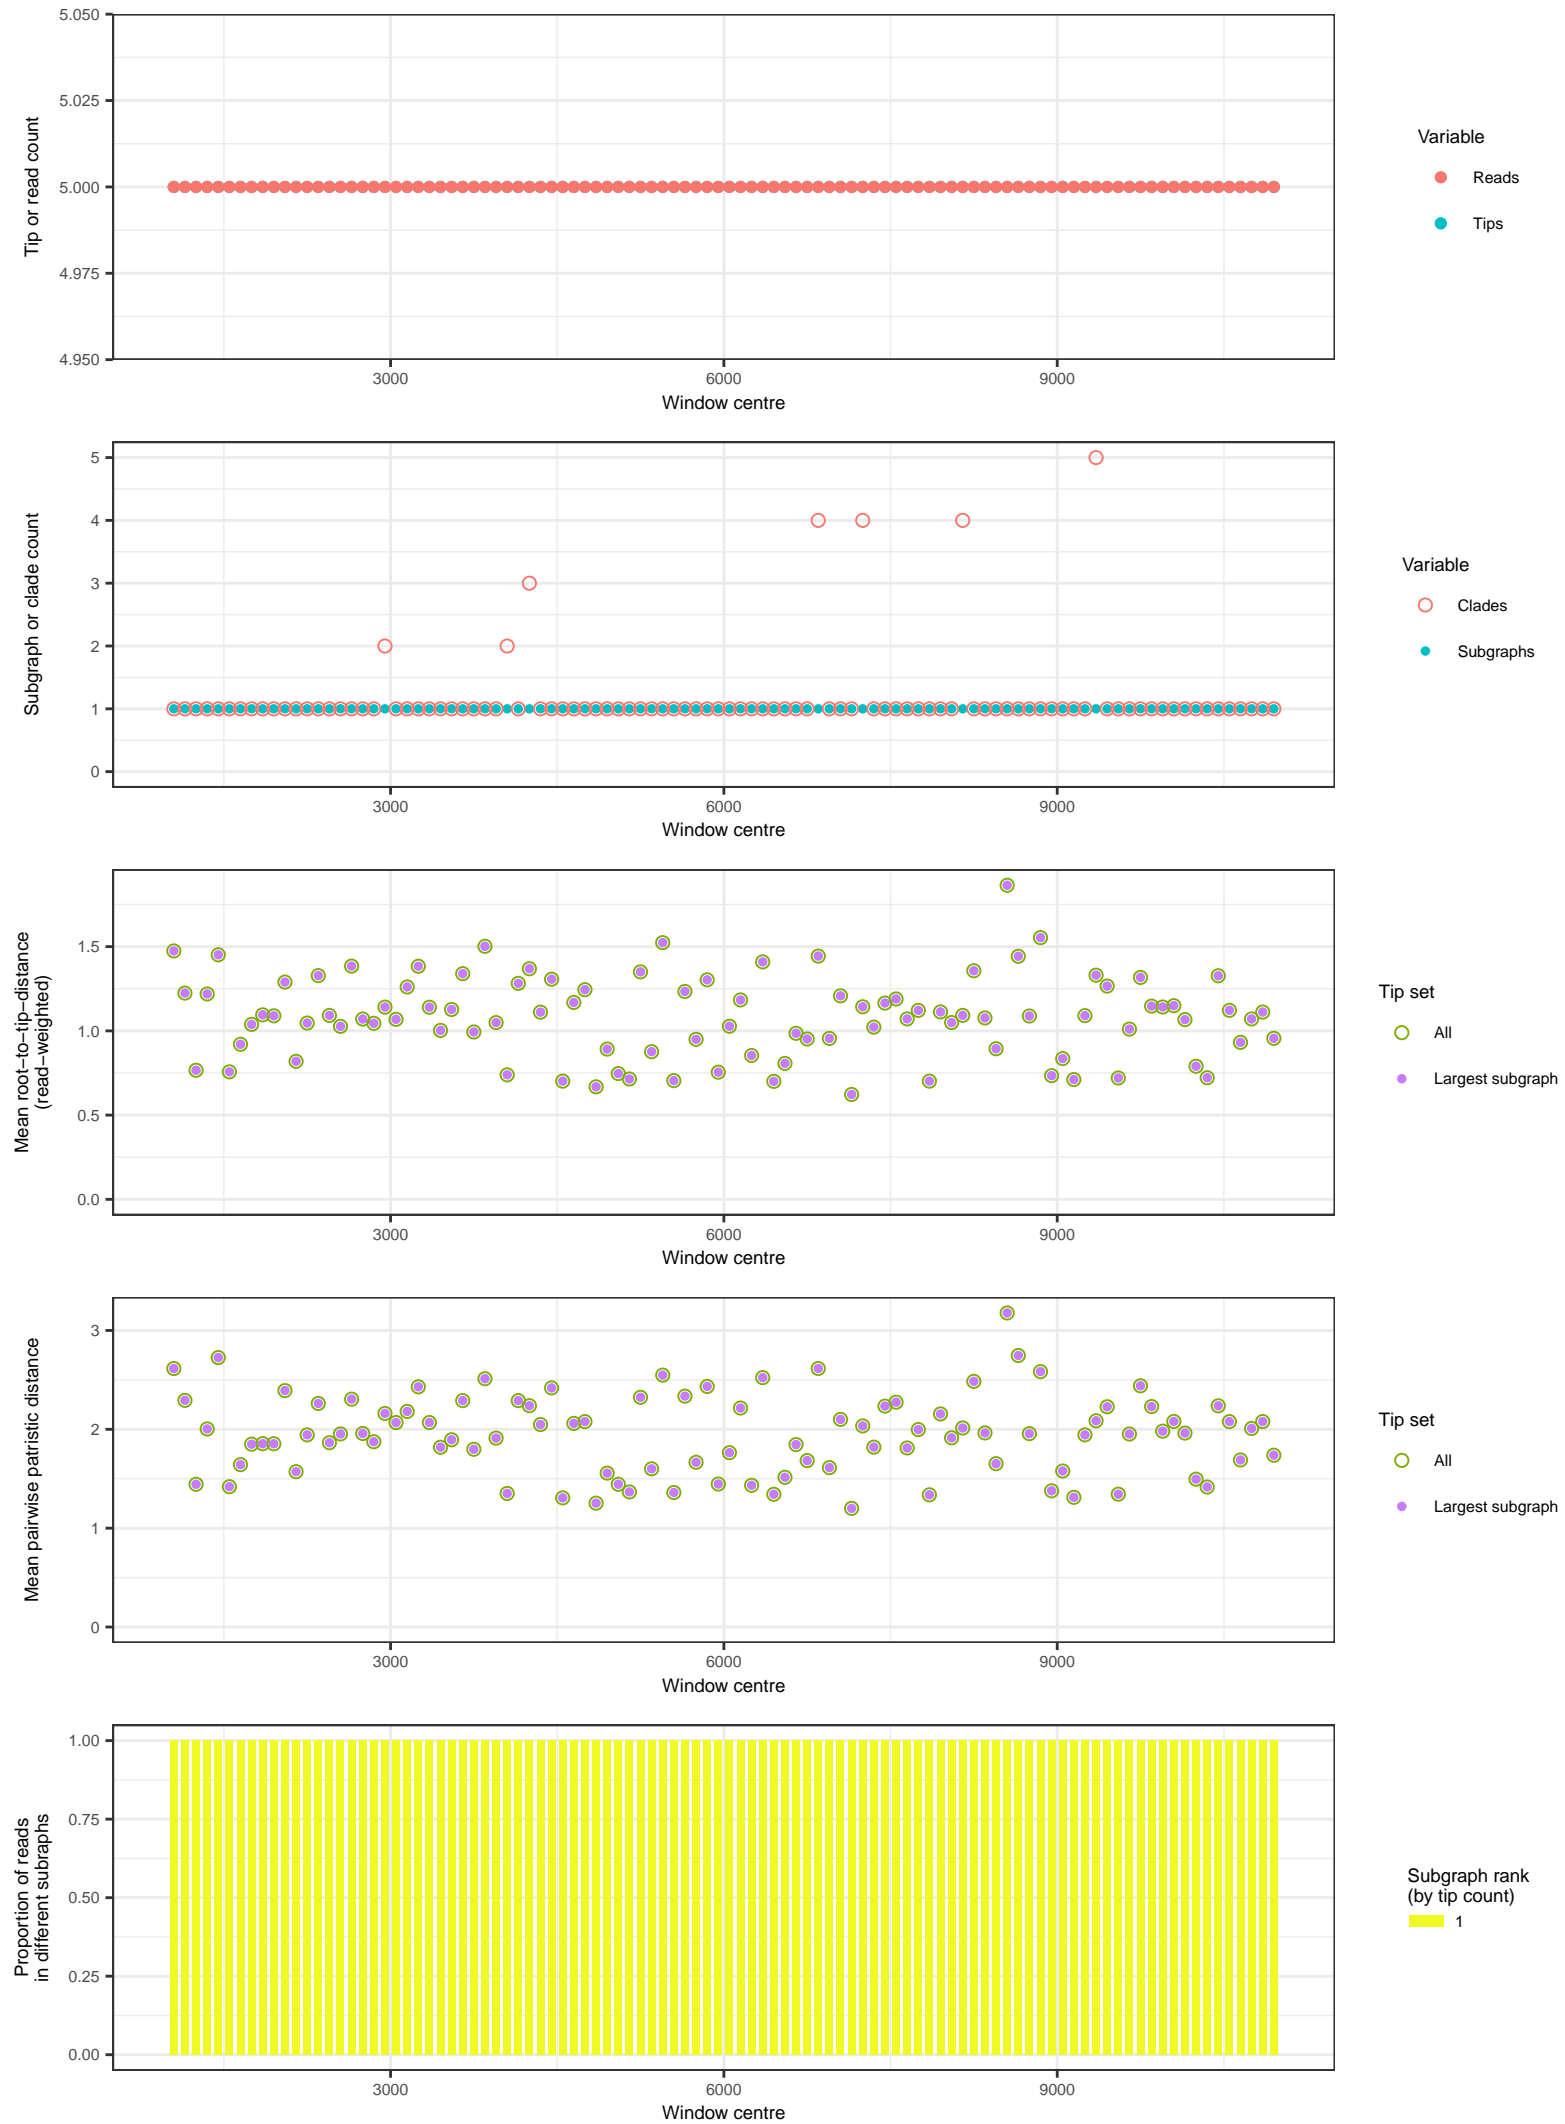 5.050
5.025
5.000
4.975
4.950
Tip or read count
3000
6000
9000
Window centre
Variable
Reads
Tips
5
4
3
2
1
0
Subgraph or clade count
3000
6000
9000
Window centre
Variable
Clades
Subgraphs
1.5
1.0
0.5
0.0
Mean root−to−tip−distance
(read−weighted)
3000
6000
9000
Window centre
Tip set
All
Largest subgraph
3
2
1
0
Mean pairwise patristic distance
3000
6000
9000
Window centre
Tip set
All
Largest subgraph
1.00
0.75
0.50
0.25
0.00
Proportion of reads
in different subraphs
3000
6000
9000
Window centre
Subgraph rank
(by tip count)
1